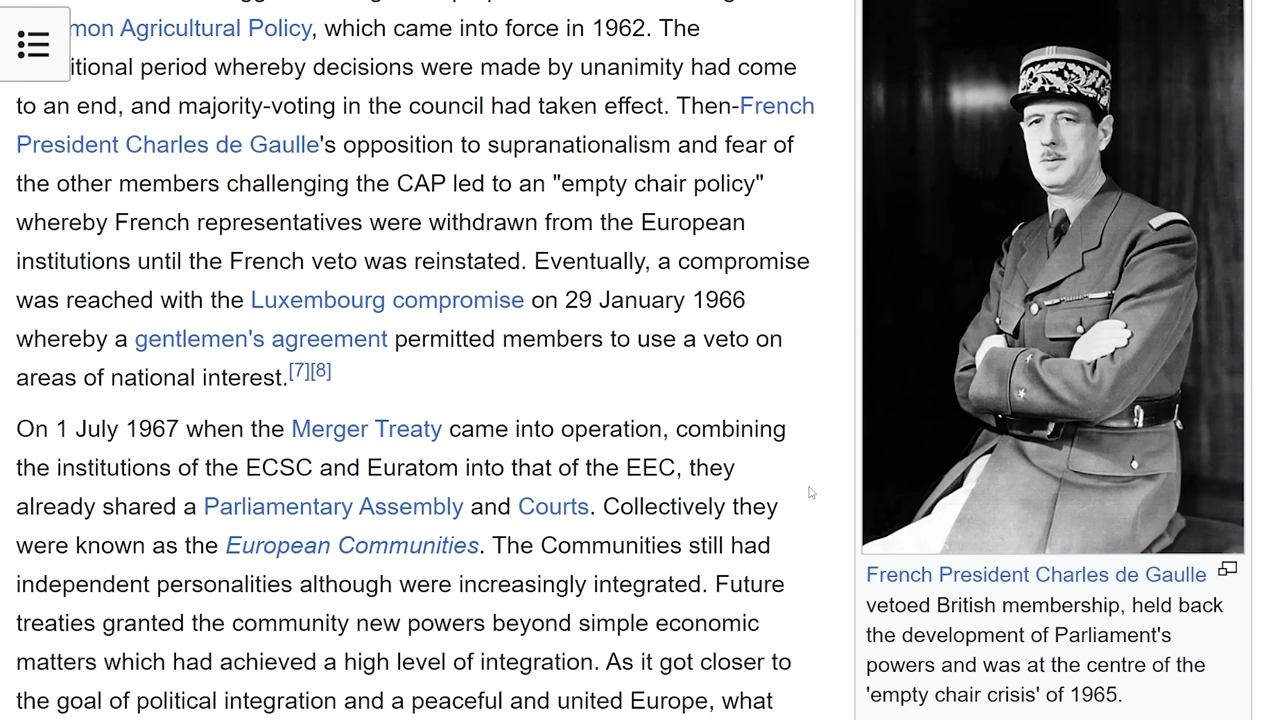 mon Agricultural Policy, which came into force in 1962. The
itional period whereby decisions were made by unanimity had come
to an end, and majority-voting in the council had taken effect. Then-French
President Charles de Gaulle's opposition to supranationalism and fear of
the other members challenging the CAP led to an "empty chair policy"
whereby French representatives were withdrawn from the European
institutions until the French veto was reinstated. Eventually, a compromise
was reached with the Luxembourg compromise on 29 January 1966
whereby a gentlemen's agreement permitted members to use a veto on
areas of national interest.[7][8]
On 1 July 1967 when the Merger Treaty came into operation, combining
the institutions of the ECSC and Euratom into that of the EEC, they
already shared a Parliamentary Assembly and Courts. Collectively they
were known as the European Communities. The Communities still had
independent personalities although were increasingly integrated. Future
treaties granted the community new powers beyond simple economic
matters which had achieved a high level of integration. As it got closer to
the goal of political integration and a peaceful and united Europe, what
French President Charles de Gaulle
vetoed British membership, held back
the development of Parliament's
powers and was at the centre of the
'empty chair crisis' of 1965.